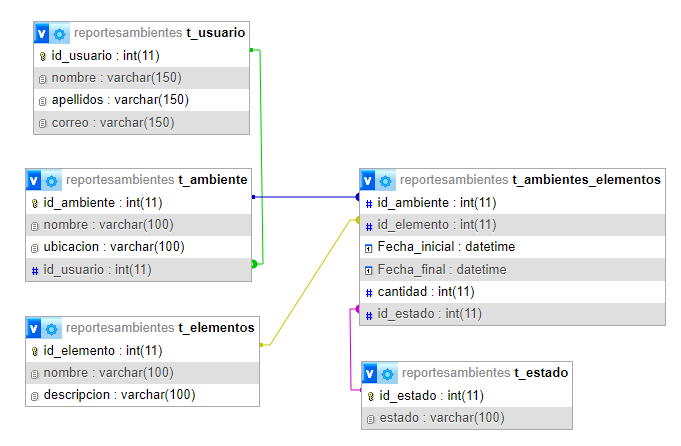 reportesambientes t_usuario
id_usuario : int(11)
nombre : varchar(150)
apellidos : varchar(150)
correo : varchar(150)
reportesambientes t_ambiente
id_ambiente : int(11)
nombre : varchar(100)
ubicacion : varchar(100)
# id_usuario : int(11)
reportesambientes t_elementos
id_elemento : int(11)
nombre : varchar(100)
descripcion : varchar(100)
reportesambientes t_ambientes_elementos
# id_ambiente : int(11)
# id_elemento : int(11)
Fecha_inicial : datetime
Fecha_final : datetime
# cantidad : int(11)
# id_estado : int(11)
reportesambientes t_estado
id_estado : int(11)
estado : varchar(100)